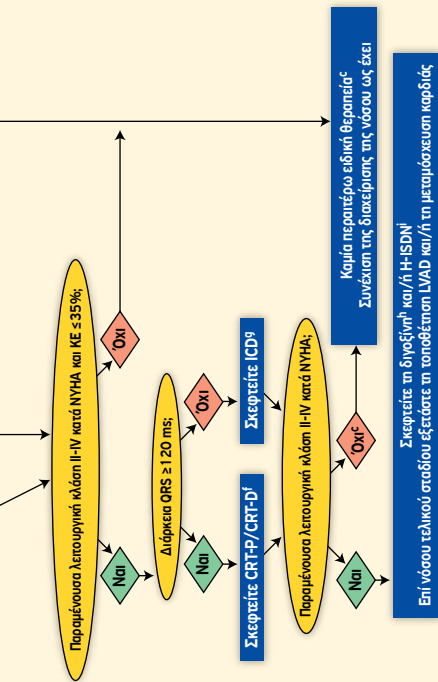 Παραμένουσα λειτουργική κλάση II-IV κατά NYHA και ΚΕ ≤35%;
Ναι
Όχι
Διάρκεια QRS ≥120 ms;
Ναι
Όχι
Σκεφτείτε CRT-P/CRT-Dᶠ
Σκεφτείτε ICDᵍ
Παραμένουσα λειτουργική κλάση II-IV κατά NYHA;
Ναι
Όχιᶜ
Καμία περαιτέρω ειδική θεραπείαᶜ
Συνέχιση της διαχείρισης της νόσου ως έχει
Σκεφτείτε τη διγοξίνηʰ και/ή H-ISDNⁱ
Επί νόσου τελικού σταδίου εξετάστε τη τοποθέτηση LVAD και/ή τη μεταμόσχευση καρδιάς